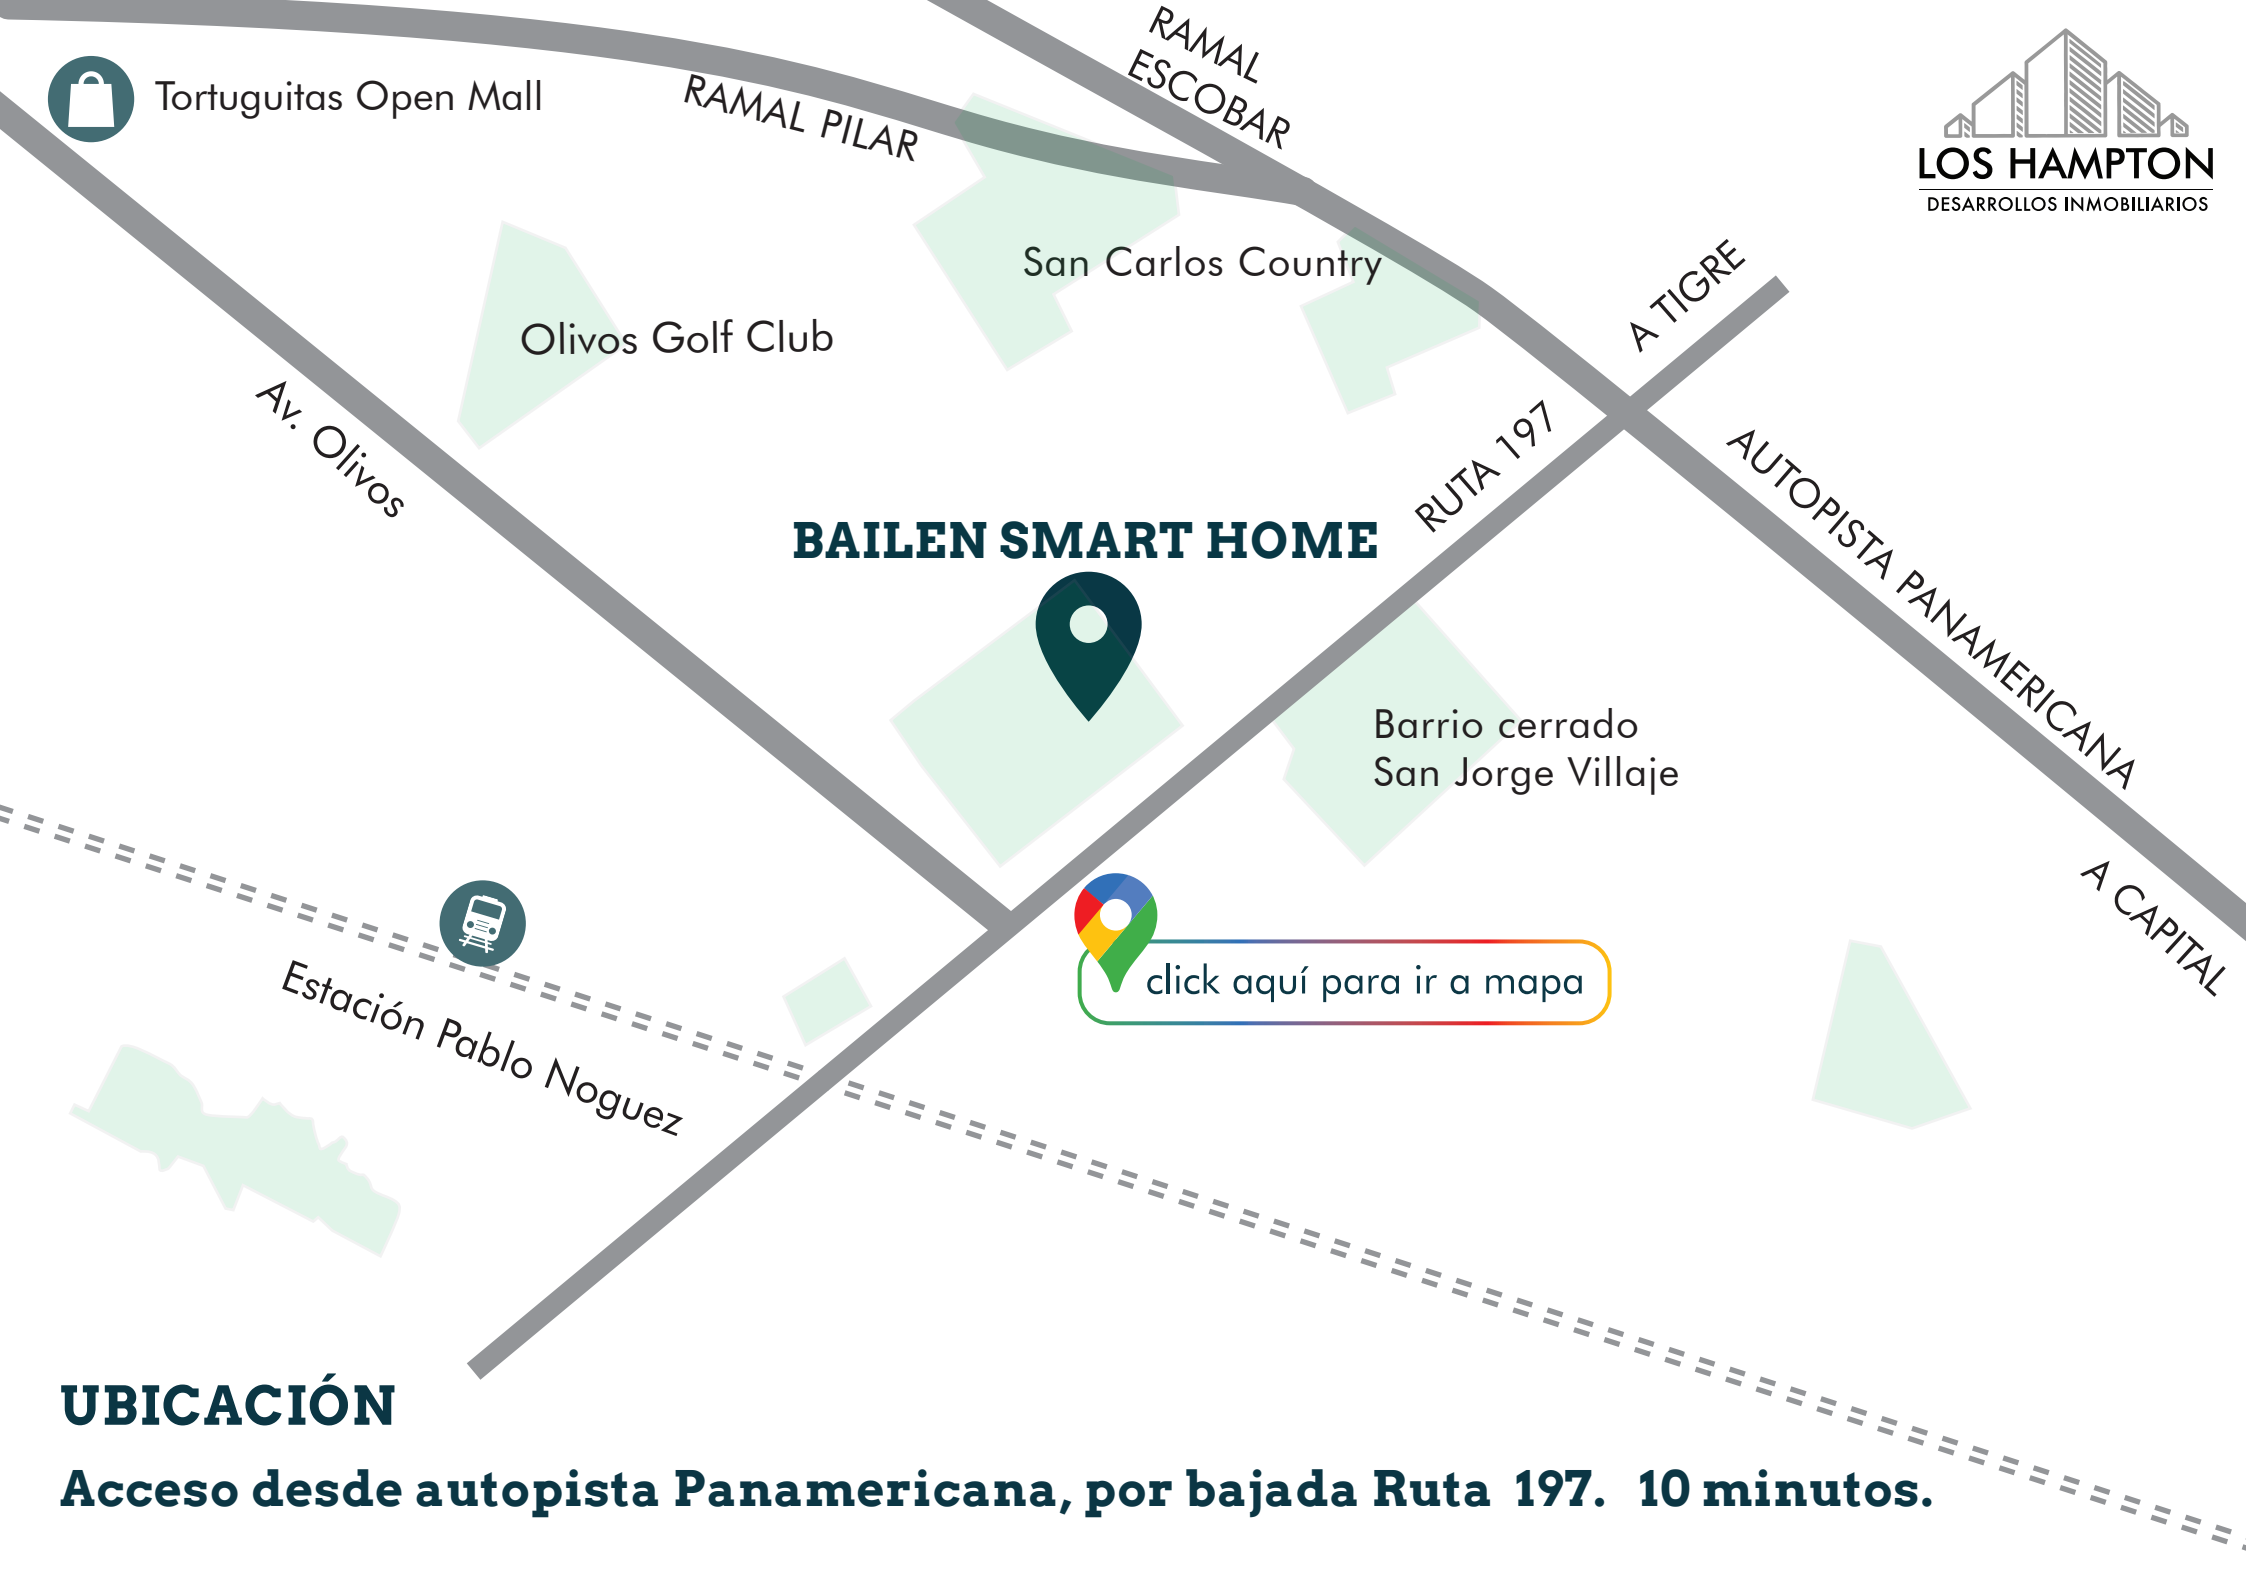 RAMAL
ESCOBAR
Tortuguitas Open Mall
RAMAL PILAR
LOS HAMPTON
DESARROLLOS INMOBILIARIOS
San Carlos Country
A TIGRE
Olivos Golf Club
Av. Olivos
RUTA 197
AUTOPISTA PANAMERICANA
BAILEN SMART HOME
Barrio cerrado
San Jorge Villaje
A CAPITAL
click aquí para ir a mapa
Estación Pablo Noguez
UBICACIÓN
Acceso desde autopista Panamericana, por bajada Ruta 197. 10 minutos.